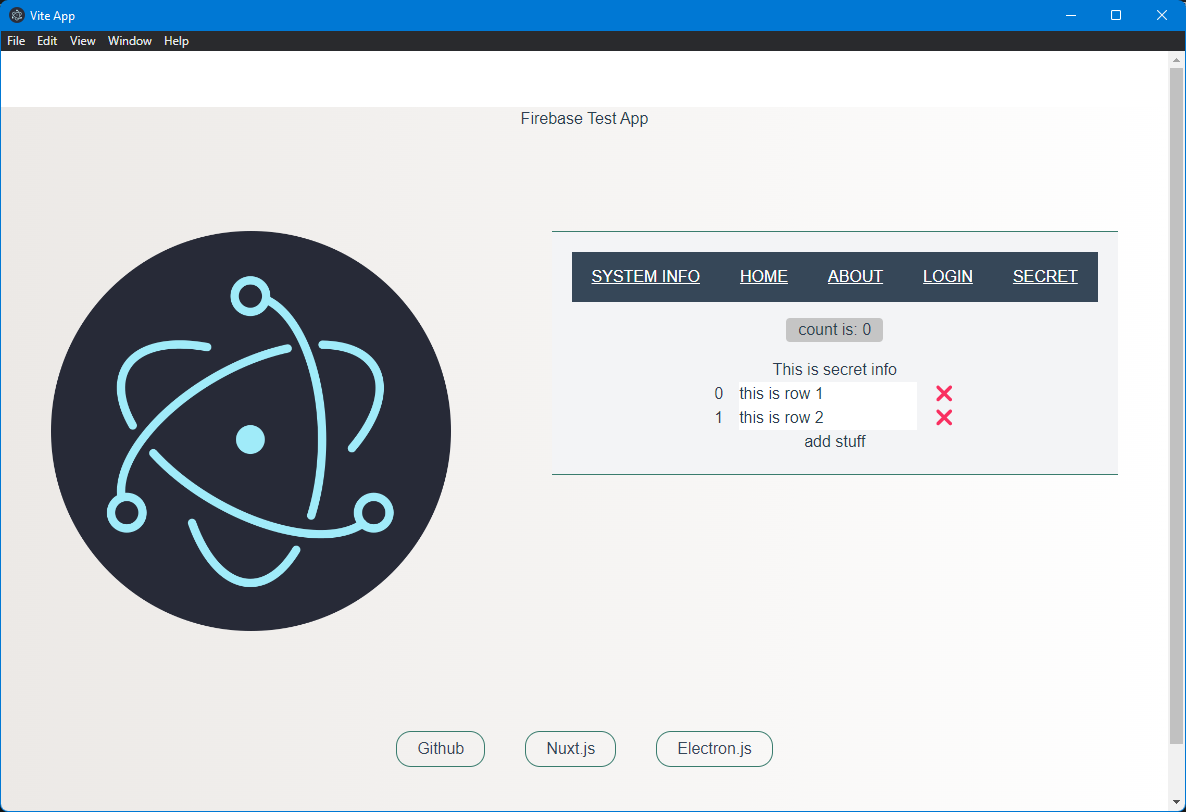 Vite App
File Edit View Window Help
Firebase Test App
SYSTEM INFO HOME ABOUT LOGIN SECRET
count is: 0
This is secret info
0 this is row 1
1 this is row 2
add stuff
Github Nuxt.js Electron.js